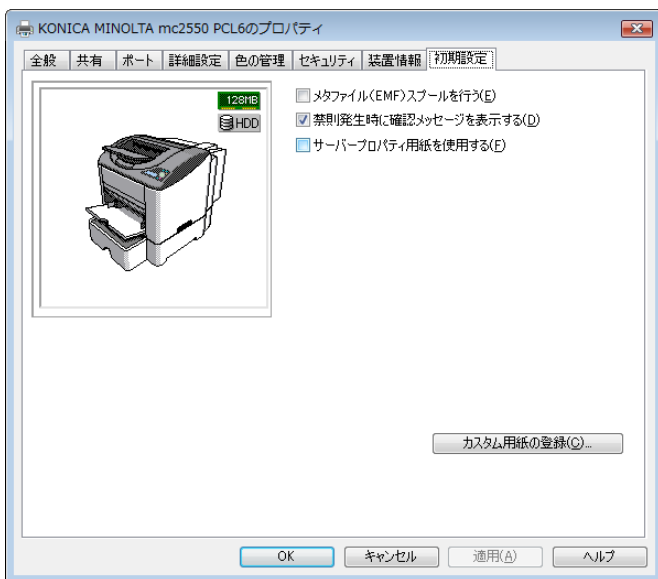 KONICA MINOLTA mc2550 PCL6のプロパティ
全般 共有 ポート 詳細設定 色の管理 セキュリティ 装置情報 初期設定
128MB
HDD
メタファイル(EMF)スプールを行う(E)
禁則発生時に確認メッセージを表示する(D)
サーバープロパティ用紙を使用する(F)
カスタム用紙の登録(C)...
OK キャンセル 適用(A) ヘルプ